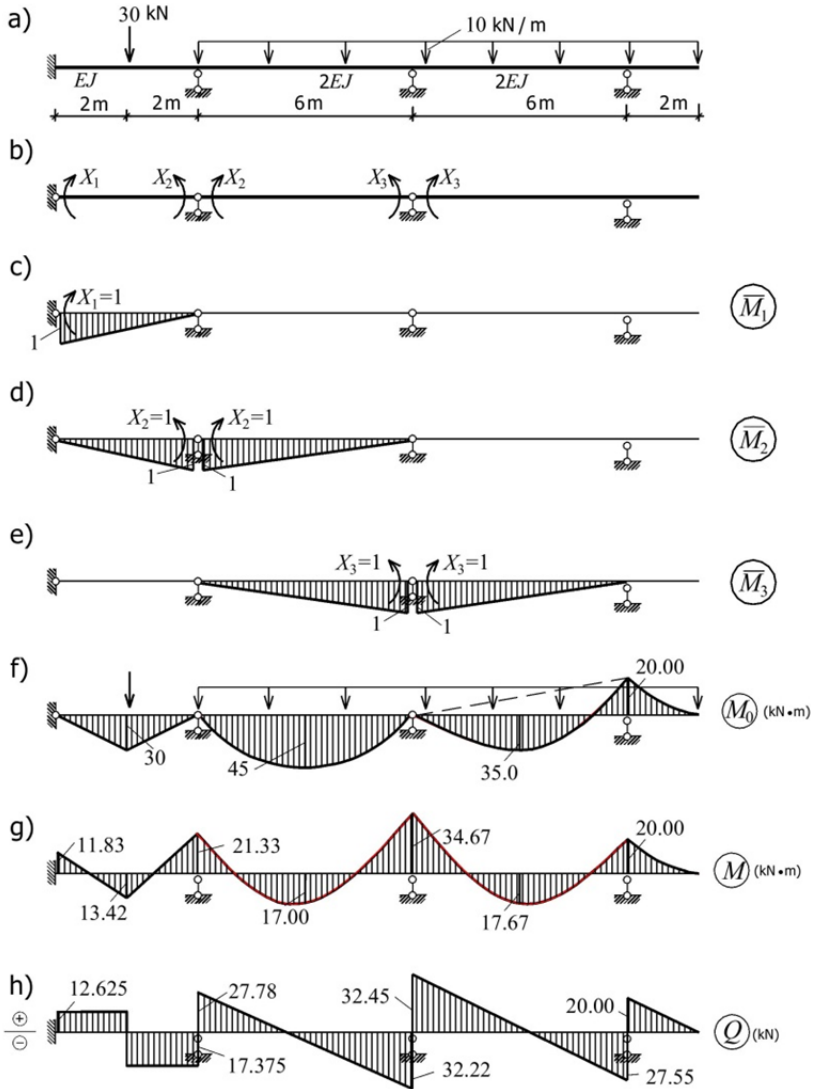 a)
30 kN
10 kN/m
EJ
2EJ
2EJ
2m
2m
6m
6m
2m
b)
X₁
X₂
X₂
X₃
X₃
c)
X₁=1
1
M̅₁
d)
X₂=1
X₂=1
1
1
M̅₂
e)
X₃=1
X₃=1
1
1
M̅₃
f)
20.00
30
45
35.0
M₀ (kN•m)
g)
11.83
21.33
34.67
20.00
13.42
17.00
17.67
M (kN•m)
h)
12.625
27.78
32.45
20.00
⊕
⊖
17.375
32.22
27.55
Q (kN)